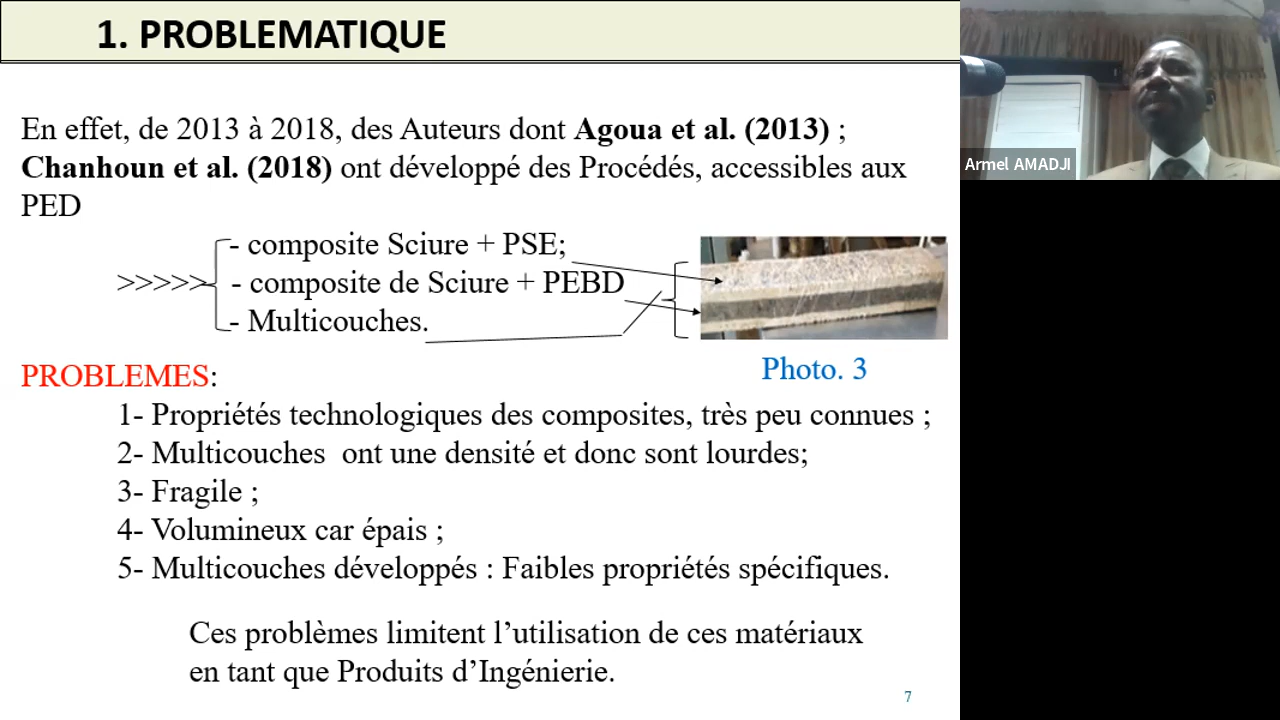 1. PROBLEMATIQUE
En effet, de 2013 à 2018, des Auteurs dont Agoua et al. (2013) ;
Chanhoun et al. (2018) ont développé des Procédés, accessibles aux
PED
- composite Sciure + PSE;
>>>>> - composite de Sciure + PEBD
- Multicouches.
Photo. 3
PROBLEMES:
1- Propriétés technologiques des composites, très peu connues ;
2- Multicouches ont une densité et donc sont lourdes;
3- Fragile ;
4- Volumineux car épais ;
5- Multicouches développés : Faibles propriétés spécifiques.
Ces problèmes limitent l’utilisation de ces matériaux
en tant que Produits d’Ingénierie.
7
Armel AMADJI